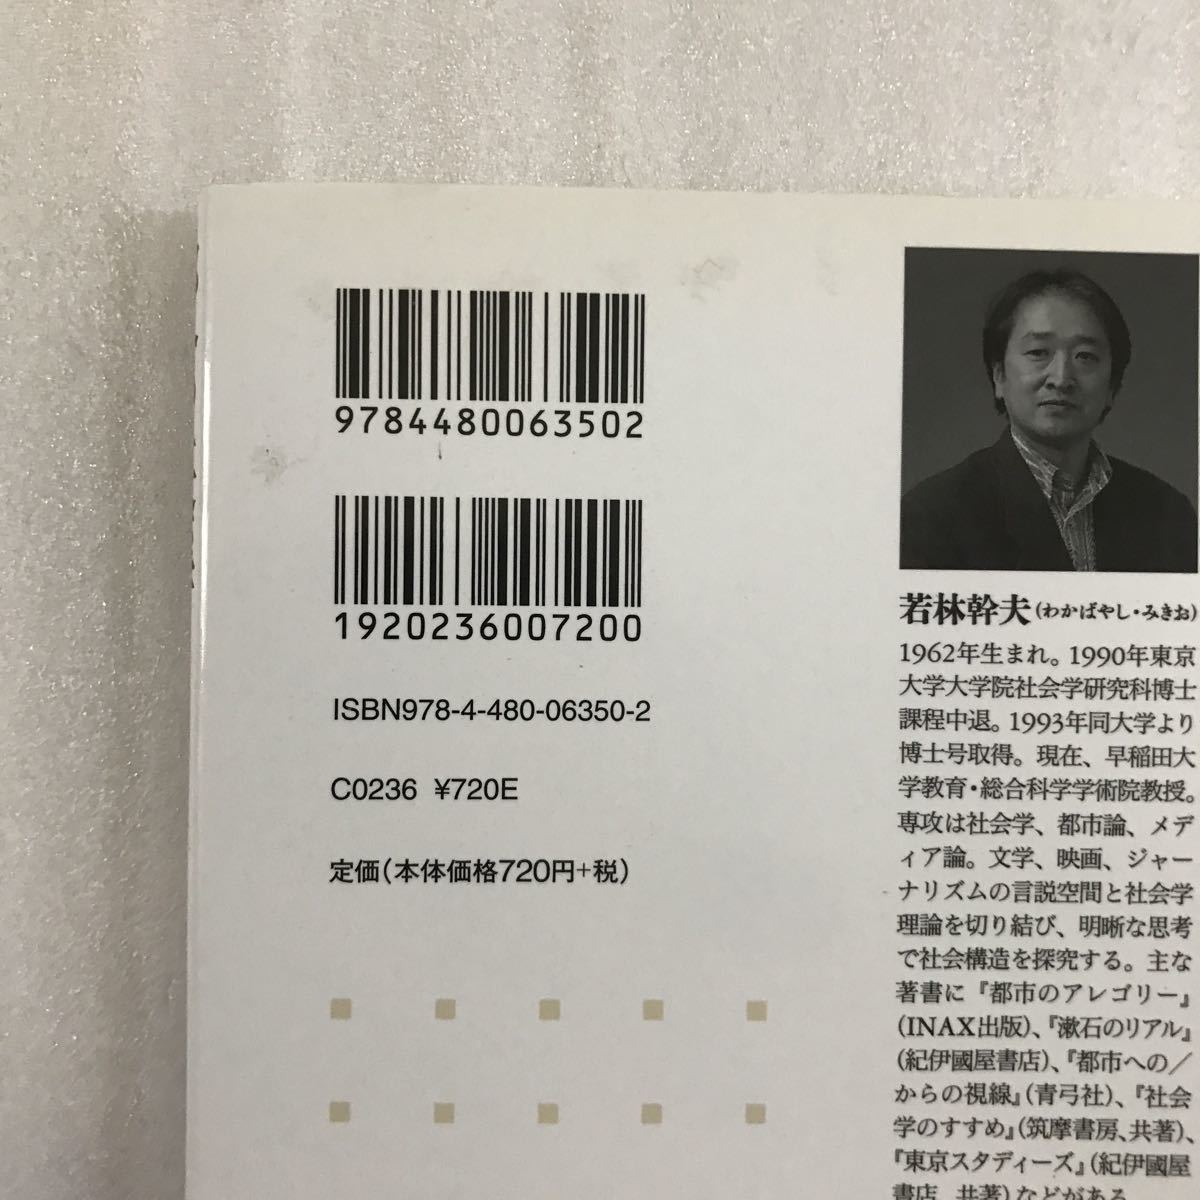 9784480063502
1920236007200
ISBN978-4-480-06350-2
C0236 ¥720E
定価(本体価格720円+税)
若林幹夫(わかばやし・みきお)
1962年生まれ。1990年東京
大学大学院社会学研究科博士
課程中退。1993年同大学より
博士号取得。現在、早稲田大
学教育・総合科学学術院教授。
専攻は社会学、都市論、メデ
ィア論。文学、映画、ジャー
ナリズムの言説空間と社会学
理論を切り結び、明晰な思考
で社会構造を探究する。主な
著書に『都市のアレゴリー』
(INAX出版)、『漱石のリアル』
(紀伊國屋書店)、『都市への/
からの視線』(青弓社)、『社会
学のすすめ』(筑摩書房、共著)、
『東京スタディーズ』(紀伊國屋
書店、共著)などがある。